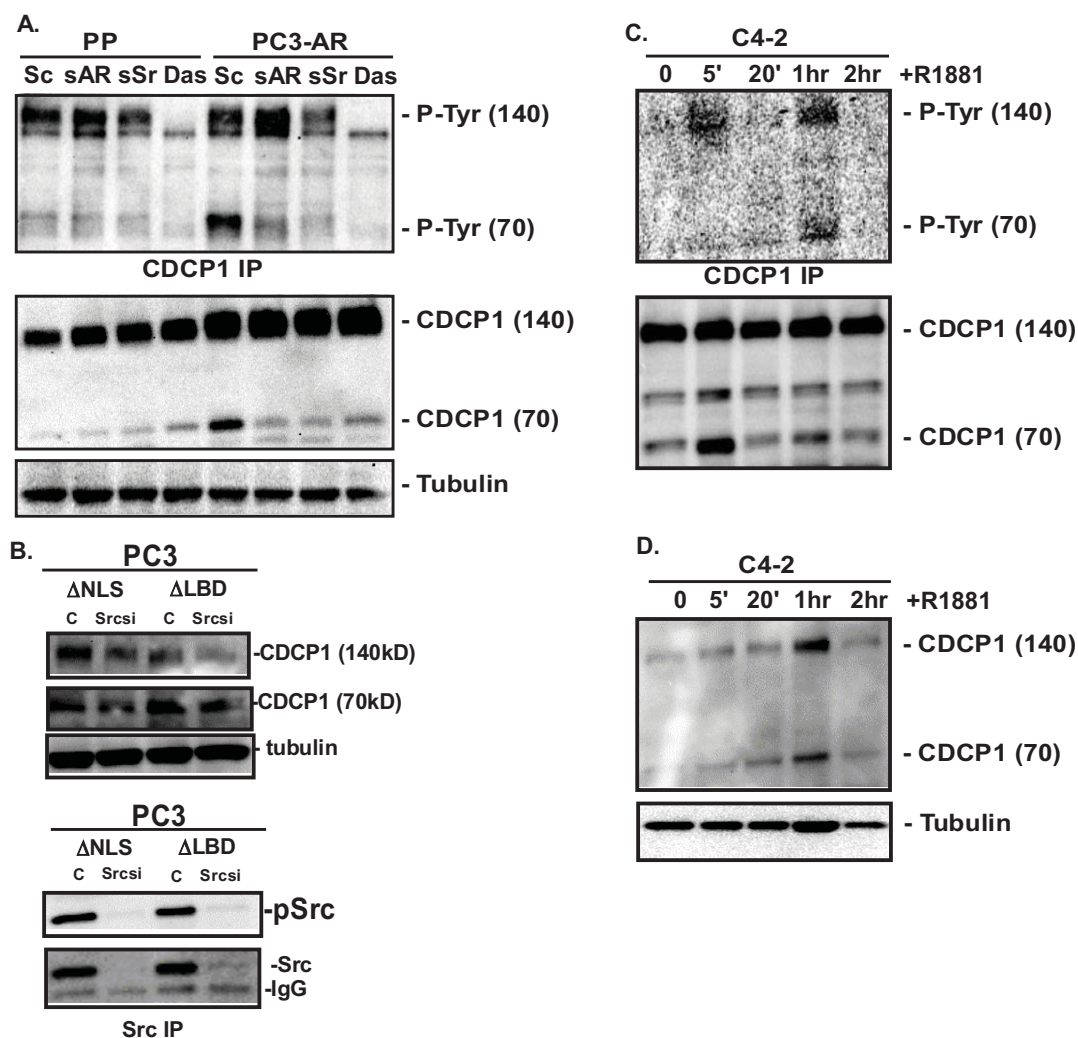 A.
PP PC3-AR
Sc sAR sSr Das Sc sAR sSr Das
- P-Tyr (140)
- P-Tyr (70)
CDCP1 IP
- CDCP1 (140)
- CDCP1 (70)
- Tubulin
B.
PC3
ΔNLS ΔLBD
C Srcsi C Srcsi
-CDCP1 (140kD)
-CDCP1 (70kD)
- tubulin
PC3
ΔNLS ΔLBD
C Srcsi C Srcsi
-pSrc
-Src
-IgG
Src IP
C.
C4-2
0 5' 20' 1hr 2hr +R1881
- P-Tyr (140)
- P-Tyr (70)
CDCP1 IP
- CDCP1 (140)
- CDCP1 (70)
D.
C4-2
0 5' 20' 1hr 2hr +R1881
- CDCP1 (140)
- CDCP1 (70)
- Tubulin